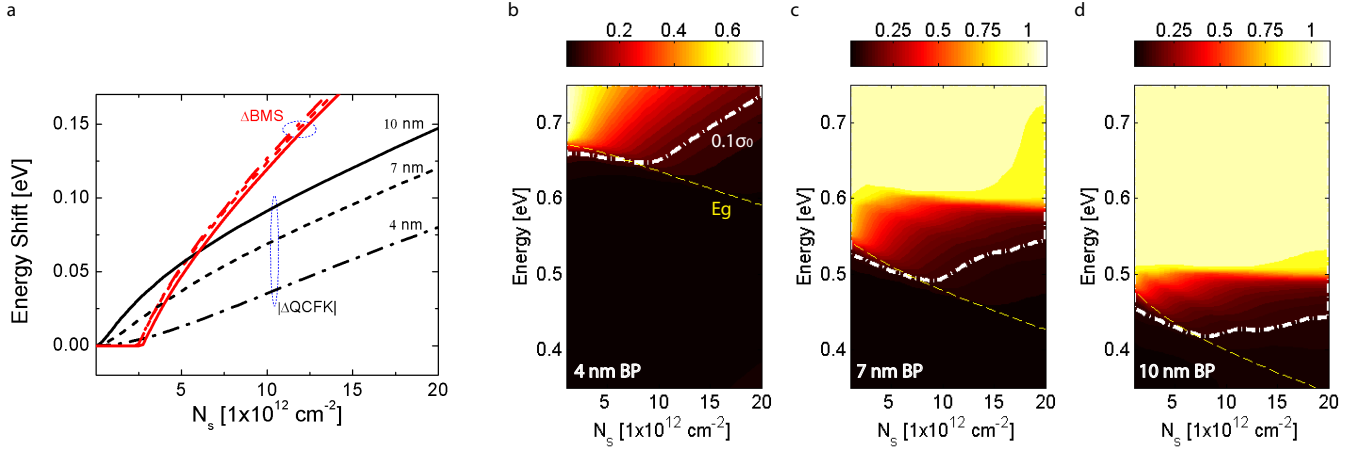 a
ΔBMS
10 nm
7 nm
4 nm
|ΔQCFK|
0.15
0.10
0.05
0.00
Energy Shift [eV]
5 10 15 20
N_s [1x10^12 cm^-2]
b
0.2 0.4 0.6
0.7
0.6
0.5
0.4
Energy [eV]
0.1σ₀
Eg
4 nm BP
5 10 15 20
N_s [1x10^12 cm^-2]
c
0.25 0.5 0.75 1
0.7
0.6
0.5
0.4
Energy [eV]
7 nm BP
5 10 15 20
N_s [1x10^12 cm^-2]
d
0.25 0.5 0.75 1
0.7
0.6
0.5
0.4
Energy [eV]
10 nm BP
5 10 15 20
N_s [1x10^12 cm^-2]